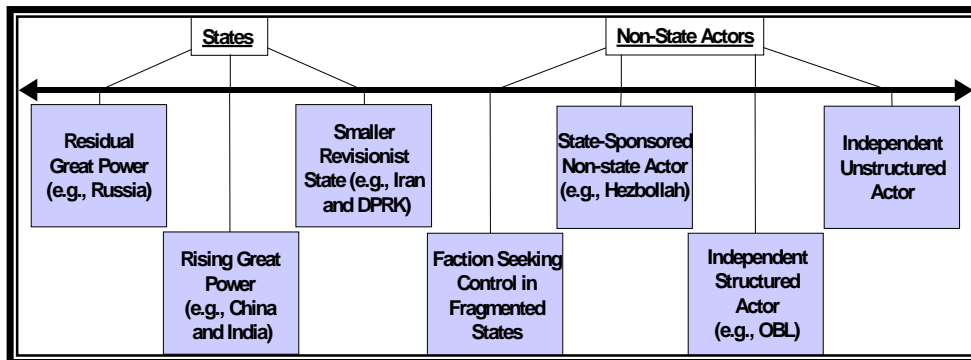 States
Non-State Actors
Residual
Great Power
(e.g., Russia)
Rising Great
Power
(e.g., China
and India)
Smaller
Revisionist
State (e.g., Iran
and DPRK)
Faction Seeking
Control in
Fragmented
States
State-Sponsored
Non-state Actor
(e.g., Hezbollah)
Independent
Structured
Actor
(e.g., OBL)
Independent
Unstructured
Actor